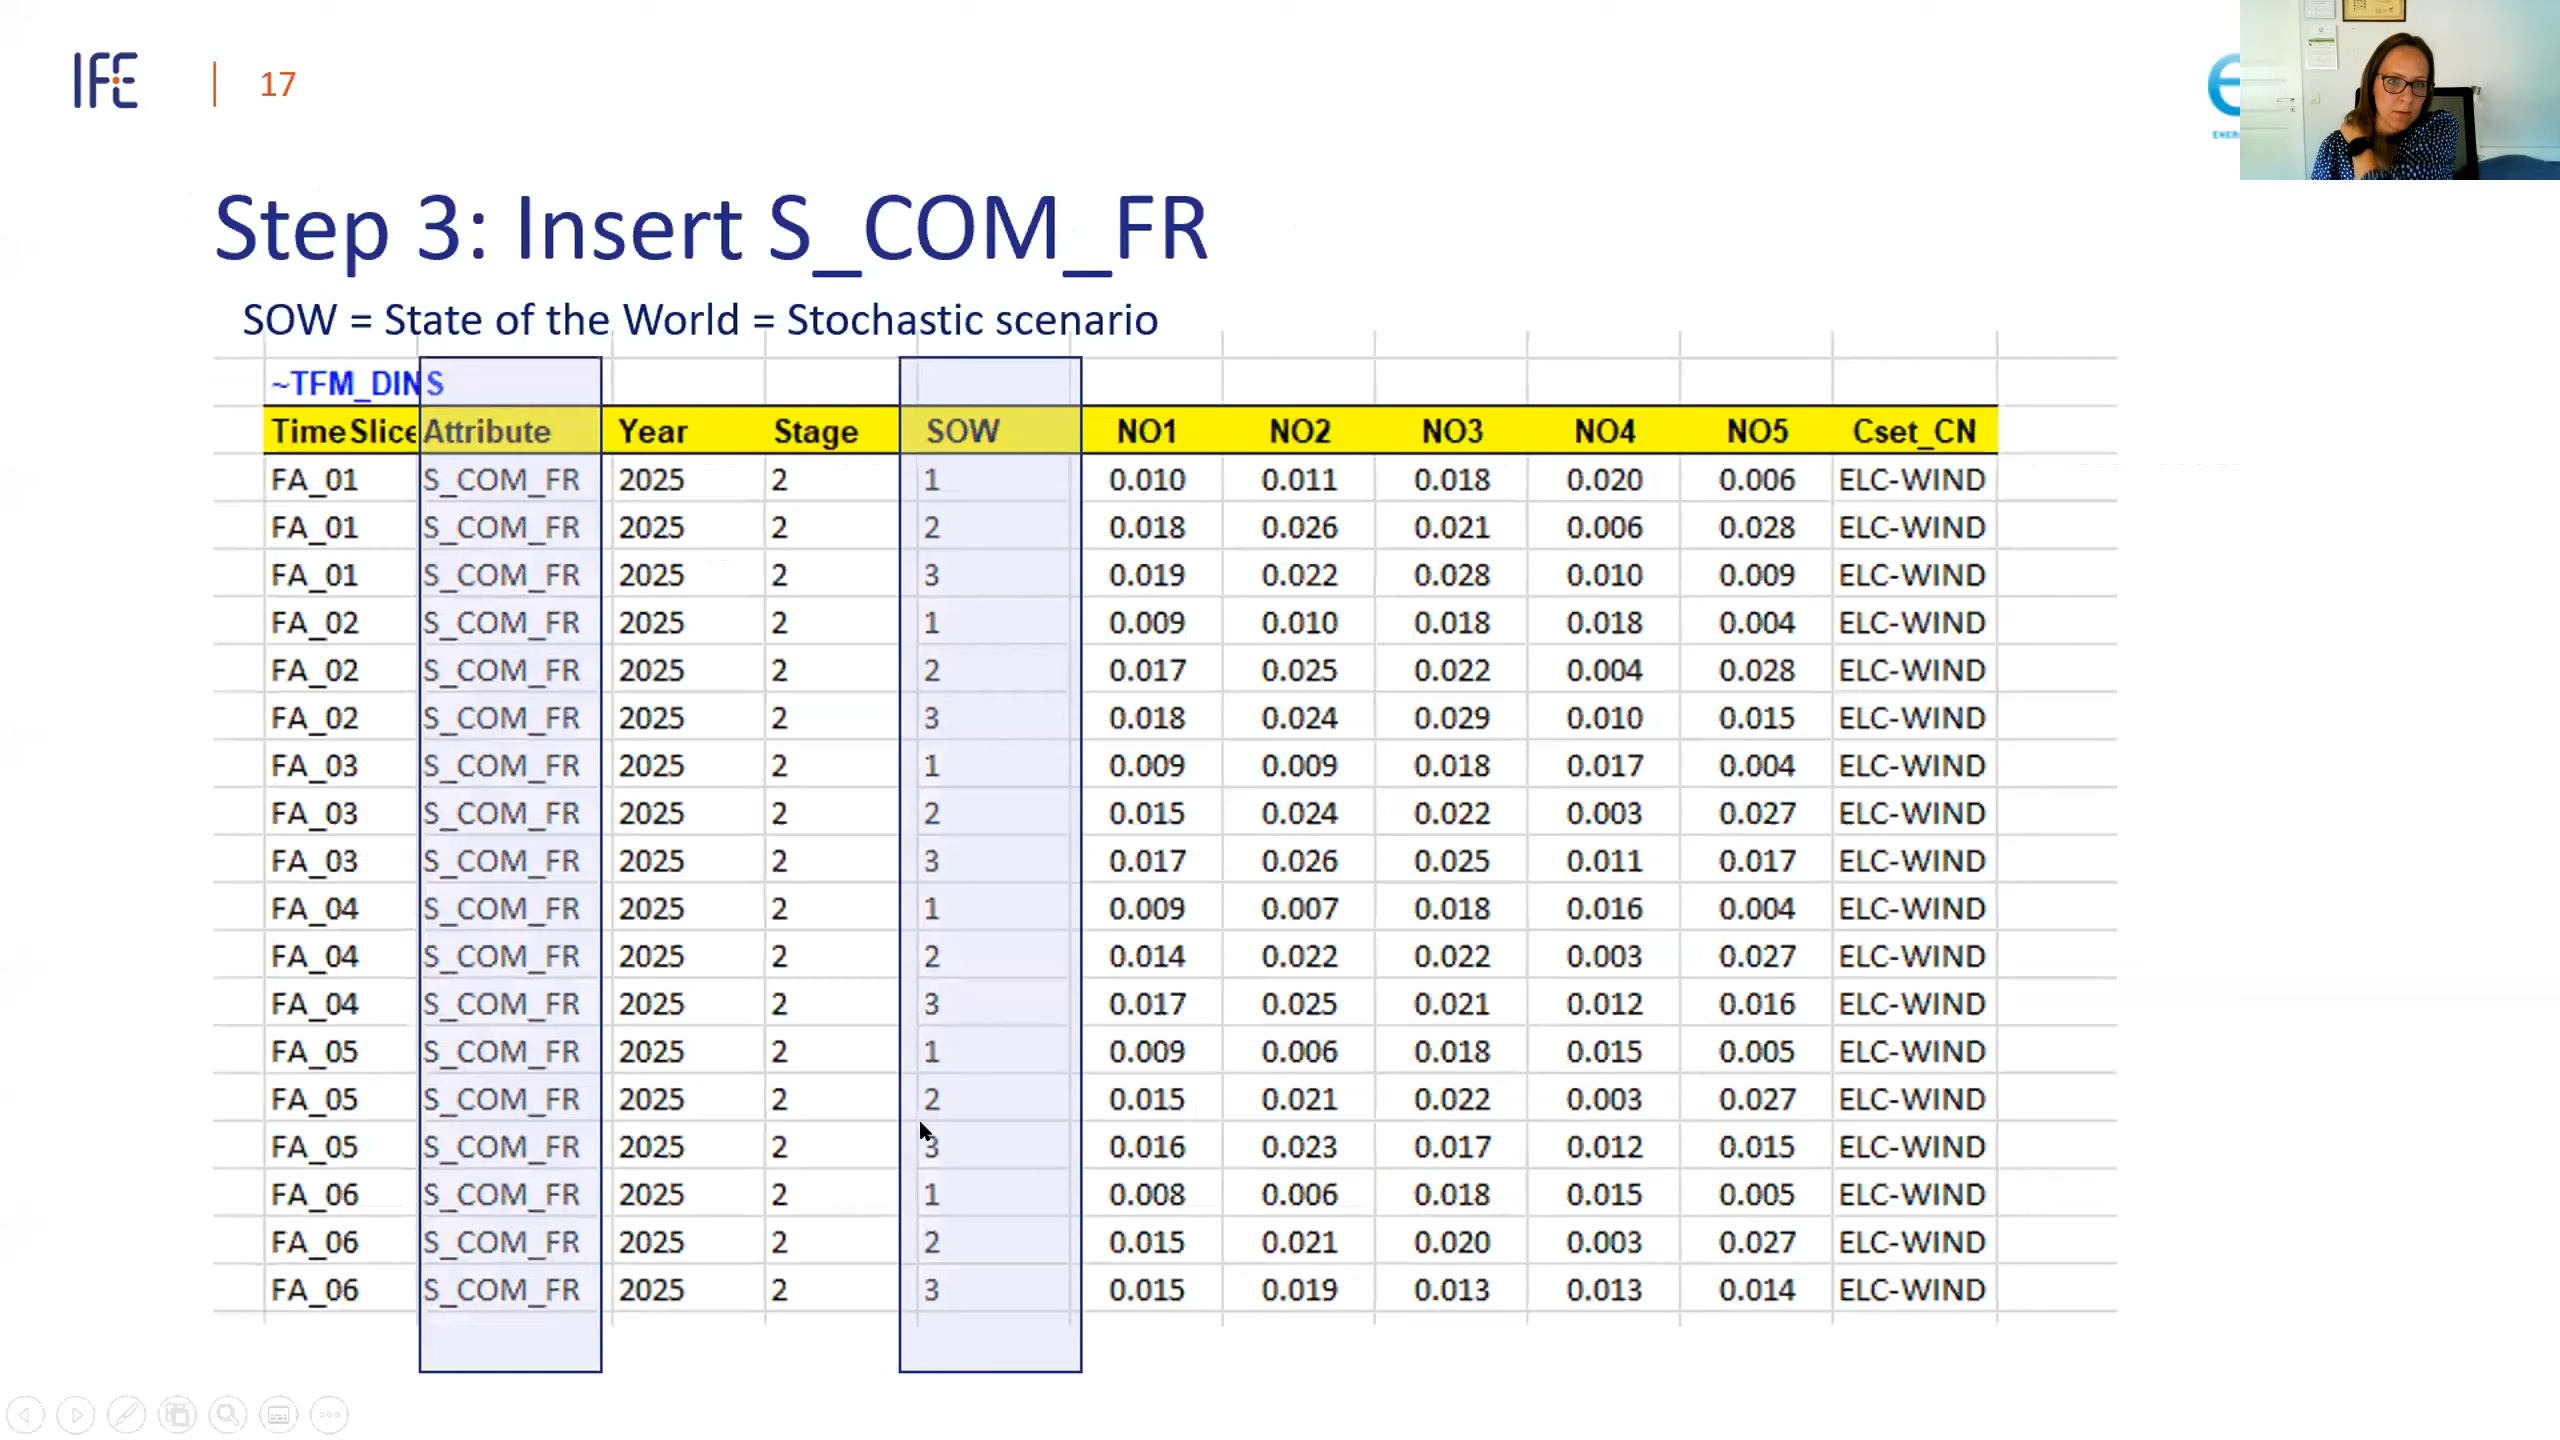 IFE
17
Step 3: Insert S_COM_FR
SOW = State of the World = Stochastic scenario
~TFM_DINS
TimeSlice Attribute Year Stage SOW NO1 NO2 NO3 NO4 NO5 Cset_CN
FA_01 S_COM_FR 2025 2 1 0.010 0.011 0.018 0.020 0.006 ELC-WIND
FA_01 S_COM_FR 2025 2 2 0.018 0.026 0.021 0.006 0.028 ELC-WIND
FA_01 S_COM_FR 2025 2 3 0.019 0.022 0.028 0.010 0.009 ELC-WIND
FA_02 S_COM_FR 2025 2 1 0.009 0.010 0.018 0.018 0.004 ELC-WIND
FA_02 S_COM_FR 2025 2 2 0.017 0.025 0.022 0.004 0.028 ELC-WIND
FA_02 S_COM_FR 2025 2 3 0.018 0.024 0.029 0.010 0.015 ELC-WIND
FA_03 S_COM_FR 2025 2 1 0.009 0.009 0.018 0.017 0.004 ELC-WIND
FA_03 S_COM_FR 2025 2 2 0.015 0.024 0.022 0.003 0.027 ELC-WIND
FA_03 S_COM_FR 2025 2 3 0.017 0.026 0.025 0.011 0.017 ELC-WIND
FA_04 S_COM_FR 2025 2 1 0.009 0.007 0.018 0.016 0.004 ELC-WIND
FA_04 S_COM_FR 2025 2 2 0.014 0.022 0.022 0.003 0.027 ELC-WIND
FA_04 S_COM_FR 2025 2 3 0.017 0.025 0.021 0.012 0.016 ELC-WIND
FA_05 S_COM_FR 2025 2 1 0.009 0.006 0.018 0.015 0.005 ELC-WIND
FA_05 S_COM_FR 2025 2 2 0.015 0.021 0.022 0.003 0.027 ELC-WIND
FA_05 S_COM_FR 2025 2 3 0.016 0.023 0.017 0.012 0.015 ELC-WIND
FA_06 S_COM_FR 2025 2 1 0.008 0.006 0.018 0.015 0.005 ELC-WIND
FA_06 S_COM_FR 2025 2 2 0.015 0.021 0.020 0.003 0.027 ELC-WIND
FA_06 S_COM_FR 2025 2 3 0.015 0.019 0.013 0.013 0.014 ELC-WIND